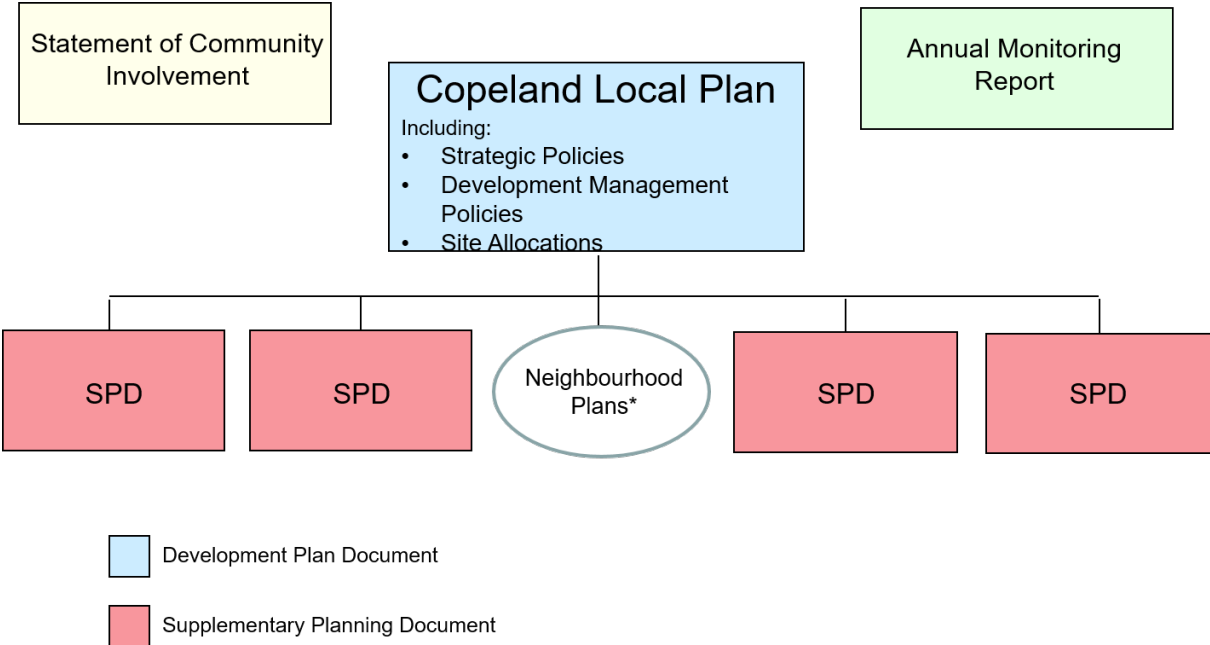 Statement of Community
Involvement
Annual Monitoring
Report
Copeland Local Plan
Including:
• Strategic Policies
• Development Management
Policies
• Site Allocations
SPD
SPD
Neighbourhood
Plans*
SPD
SPD
Development Plan Document
Supplementary Planning Document